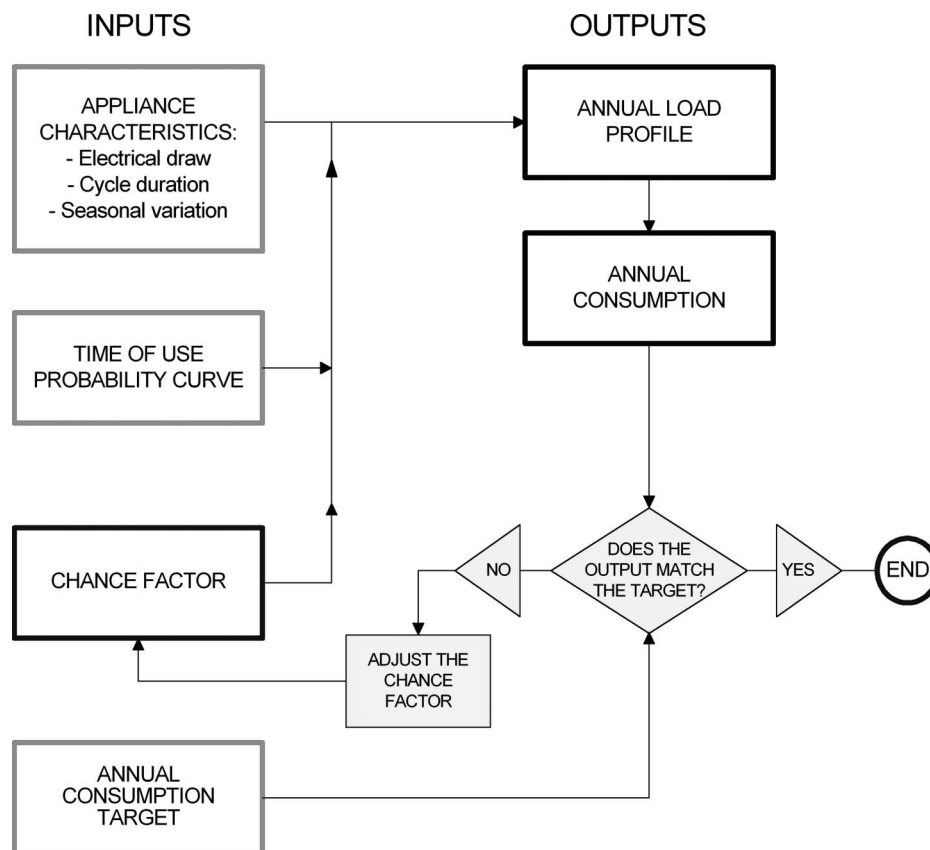 INPUTS
OUTPUTS
APPLIANCE
CHARACTERISTICS:
- Electrical draw
- Cycle duration
- Seasonal variation
ANNUAL LOAD
PROFILE
ANNUAL
CONSUMPTION
TIME OF USE
PROBABILITY CURVE
CHANCE FACTOR
NO
DOES THE
OUTPUT MATCH
THE TARGET?
YES
END
ADJUST THE
CHANCE
FACTOR
ANNUAL
CONSUMPTION
TARGET